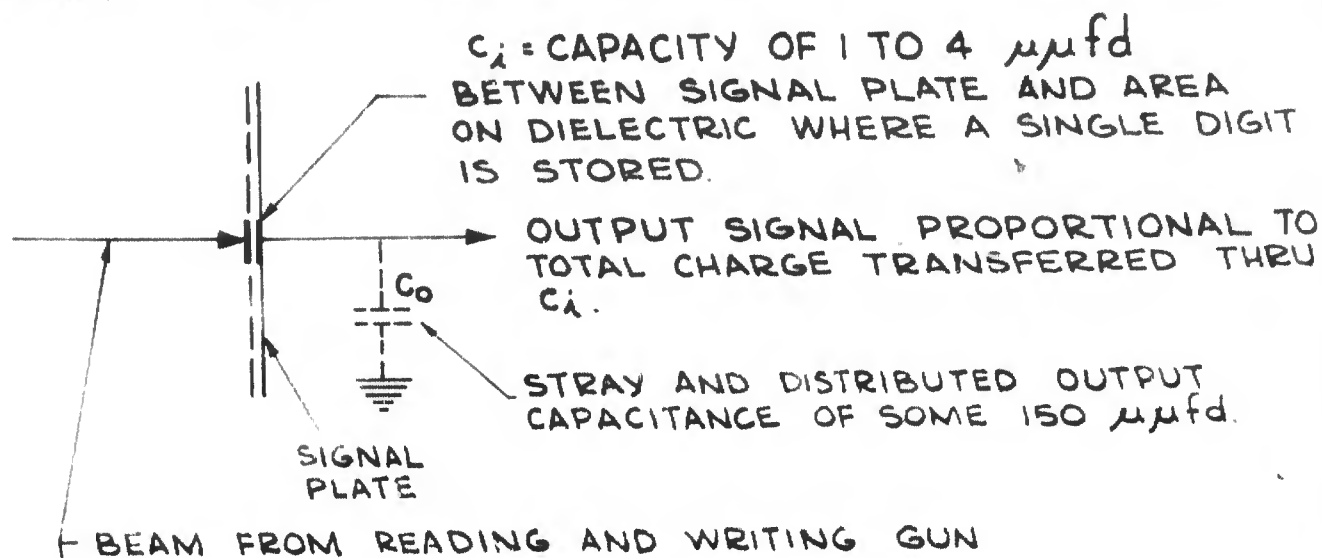 Ci = CAPACITY OF 1 TO 4 μμfd
BETWEEN SIGNAL PLATE AND AREA
ON DIELECTRIC WHERE A SINGLE DIGIT
IS STORED.
OUTPUT SIGNAL PROPORTIONAL TO
TOTAL CHARGE TRANSFERRED THRU
Ci.
Co
STRAY AND DISTRIBUTED OUTPUT
CAPACITANCE OF SOME 150 μμfd.
SIGNAL
PLATE
BEAM FROM READING AND WRITING GUN